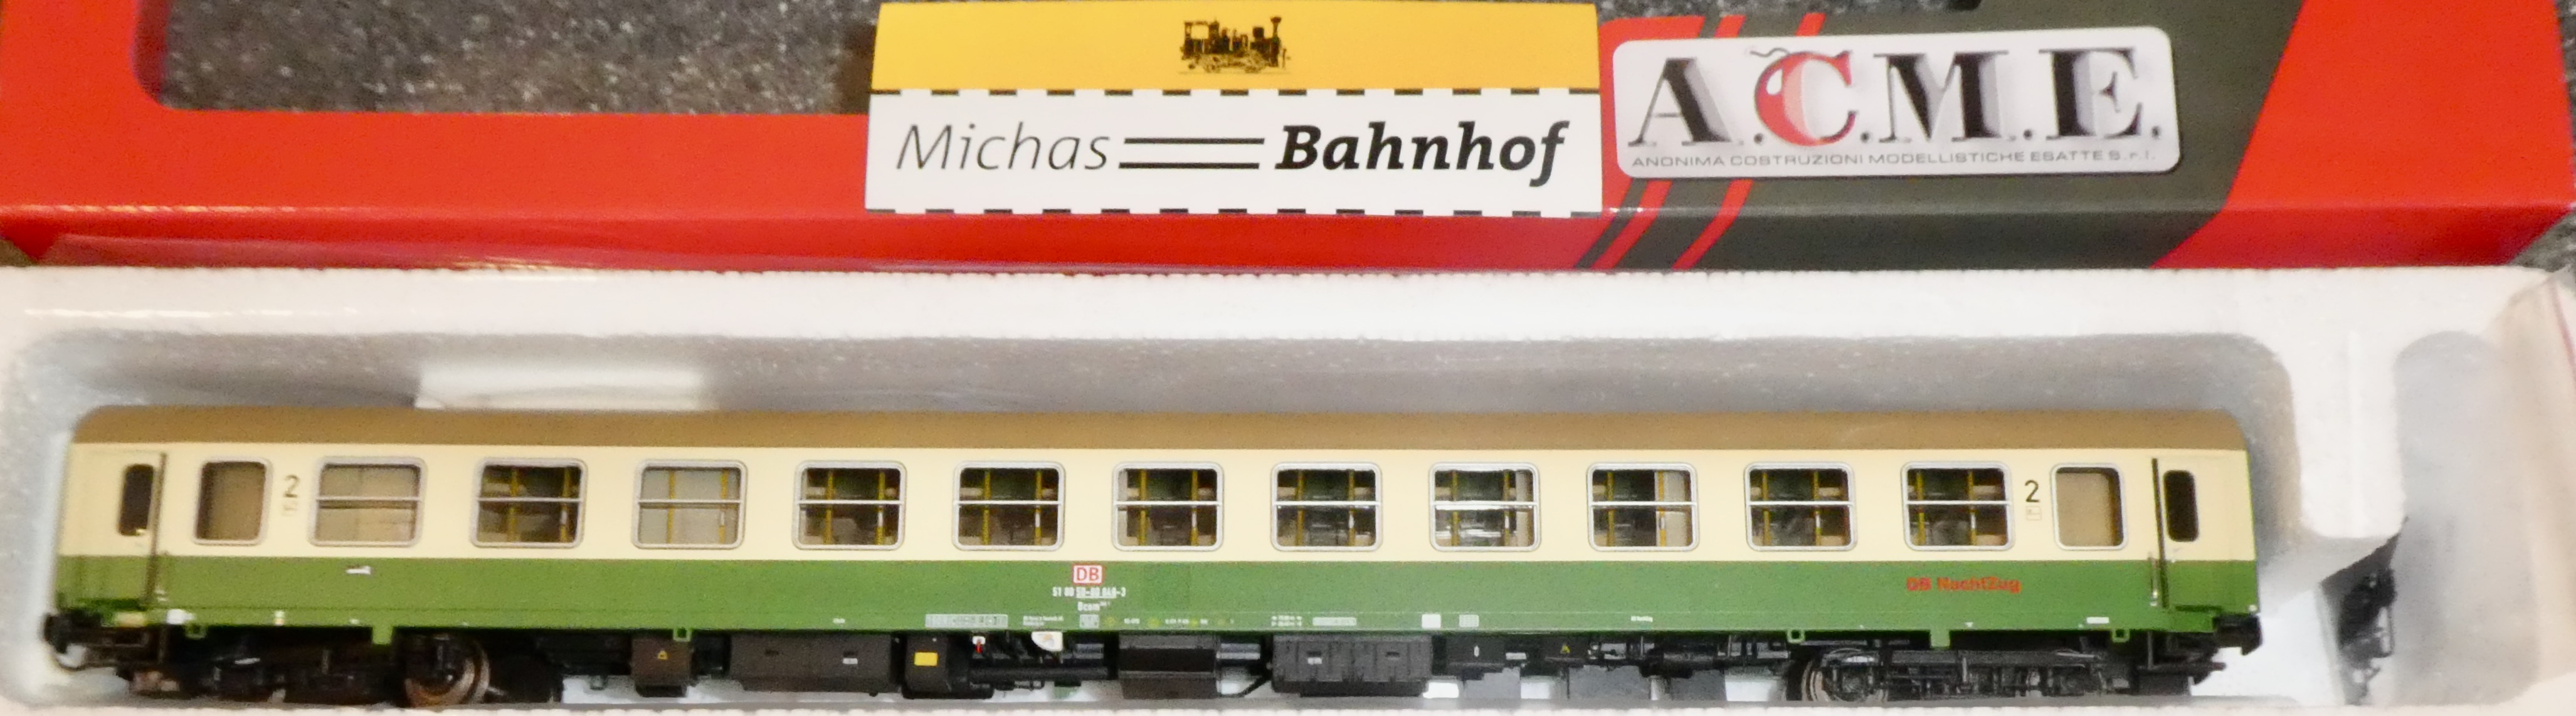 Michas Bahnhof
A.C.M.E.
ANONIMA COSTRUZIONI MODELLISTICHE ESATTE S.r.l.
2
2
DB
DB NachtZug